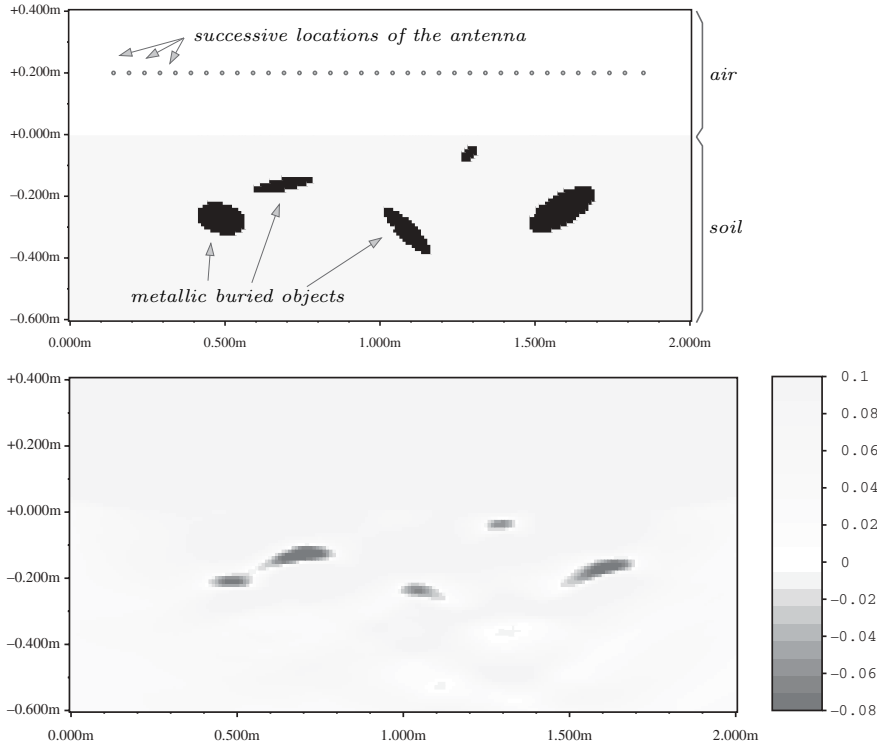 +0.400m
successive locations of the antenna
+0.200m
air
+0.000m
−0.200m
soil
−0.400m
metallic buried objects
−0.600m
0.000m 0.500m 1.000m 1.500m 2.000m
+0.400m
0.1
0.08
+0.200m
0.06
0.04
+0.000m
0.02
0
−0.200m
−0.02
−0.04
−0.400m
−0.06
−0.600m
−0.08
0.000m 0.500m 1.000m 1.500m 2.000m